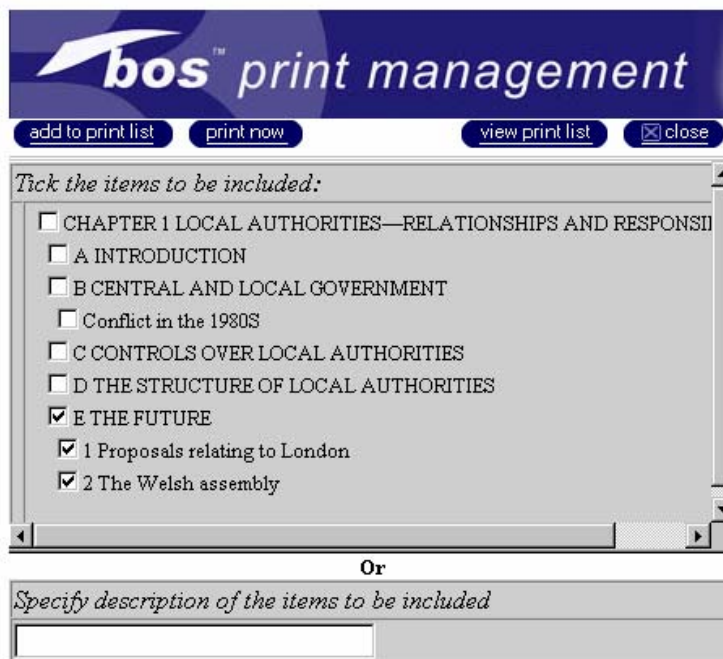 bos™ print management
add to print list print now view print list close
Tick the items to be included:
CHAPTER 1 LOCAL AUTHORITIES—RELATIONSHIPS AND
A INTRODUCTION
B CENTRAL AND LOCAL GOVERNMENT
Conflict in the 1980S
C CONTROLS OVER LOCAL AUTHORITIES
D THE STRUCTURE OF LOCAL AUTHORITIES
E THE FUTURE
1 Proposals relating to London
2 The Welsh assembly
Or
Specify description of the items to be included